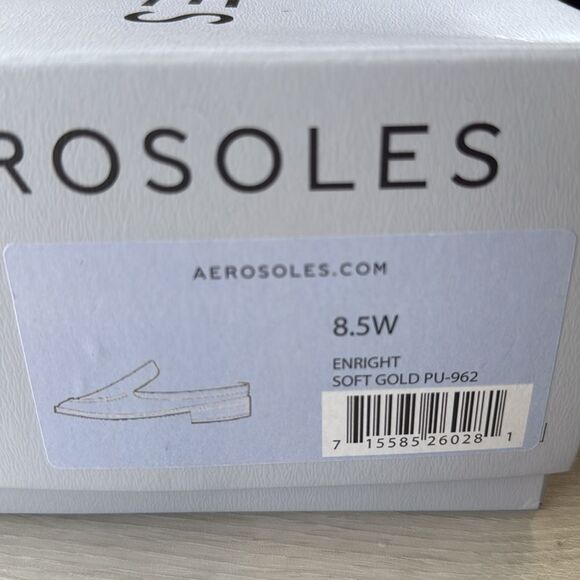 ROSOLES
AEROSOLES.COM
8.5W
ENRIGHT
SOFT GOLD PU-962
7 15585 26028 1